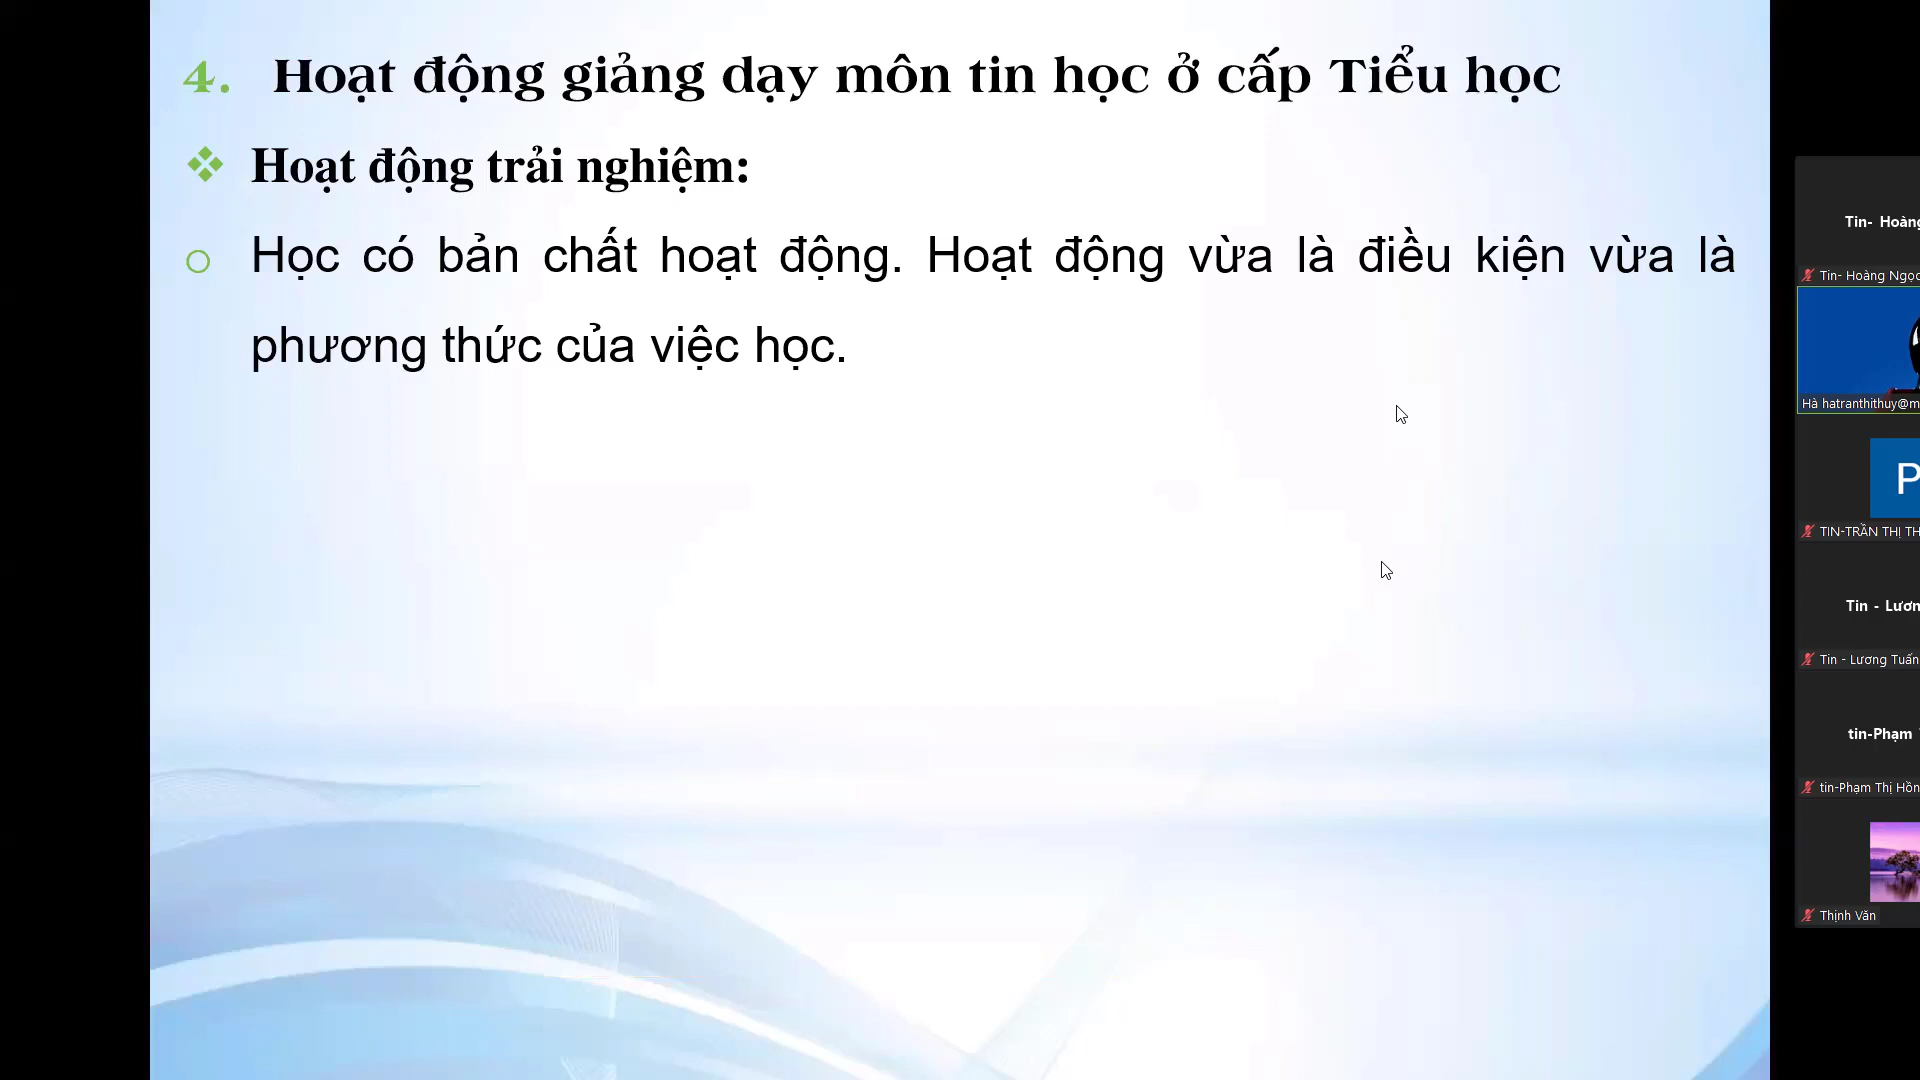 4. Hoạt động giảng dạy môn tin học ở cấp Tiểu học
Hoạt động trải nghiệm:
Học có bản chất hoạt động. Hoạt động vừa là điều kiện vừa là
phương thức của việc học.
Tin- Hoàng
Tin- Hoàng Ngọc
Hà hatranthithuy@m
P
TIN-TRẦN THỊ TH
Tin - Lươn
Tin - Lương Tuấn
tin-Phạm
tin-Phạm Thị Hồn
Thịnh Văn